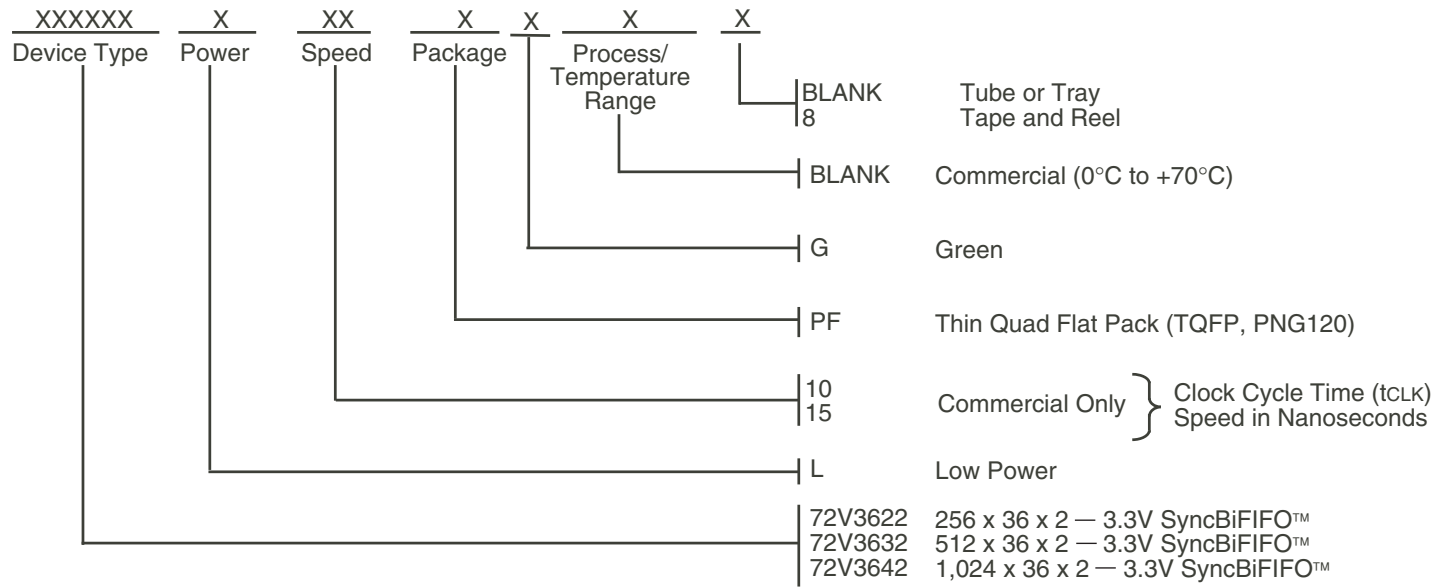 XXXXXX X XX X X X X
Device Type Power Speed Package Process/
Temperature
Range
BLANK Tube or Tray
8 Tape and Reel
BLANK Commercial (0°C to +70°C)
G Green
PF Thin Quad Flat Pack (TQFP, PNG120)
10
15
Commercial Only
Clock Cycle Time (tCLK)
Speed in Nanoseconds
L Low Power
72V3622 256 x 36 x 2 — 3.3V SyncBiFIFO™
72V3632 512 x 36 x 2 — 3.3V SyncBiFIFO™
72V3642 1,024 x 36 x 2 — 3.3V SyncBiFIFO™